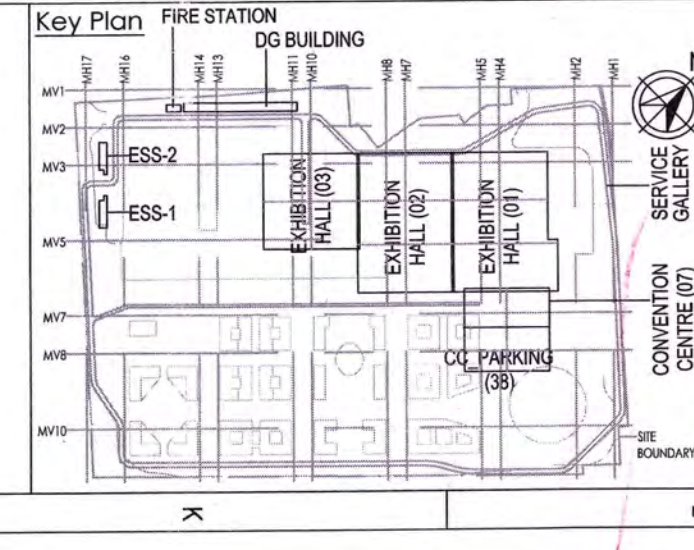 Key Plan
FIRE STATION
DG BUILDING
MH17
MH16
MH14
MH13
MH11
MH10
MH8
MH7
MH5
MH4
MH2
MH1
MV1
MV2
MV3
MV5
MV7
MV8
MV10
ESS-2
ESS-1
EXHIBITION
HALL (03)
EXHIBITION
HALL (02)
EXHIBITION
HALL (01)
SERVICE
GALLERY
CONVENTION
CENTRE (07)
CC_PARKING
(38)
SITE
BOUNDARY
K